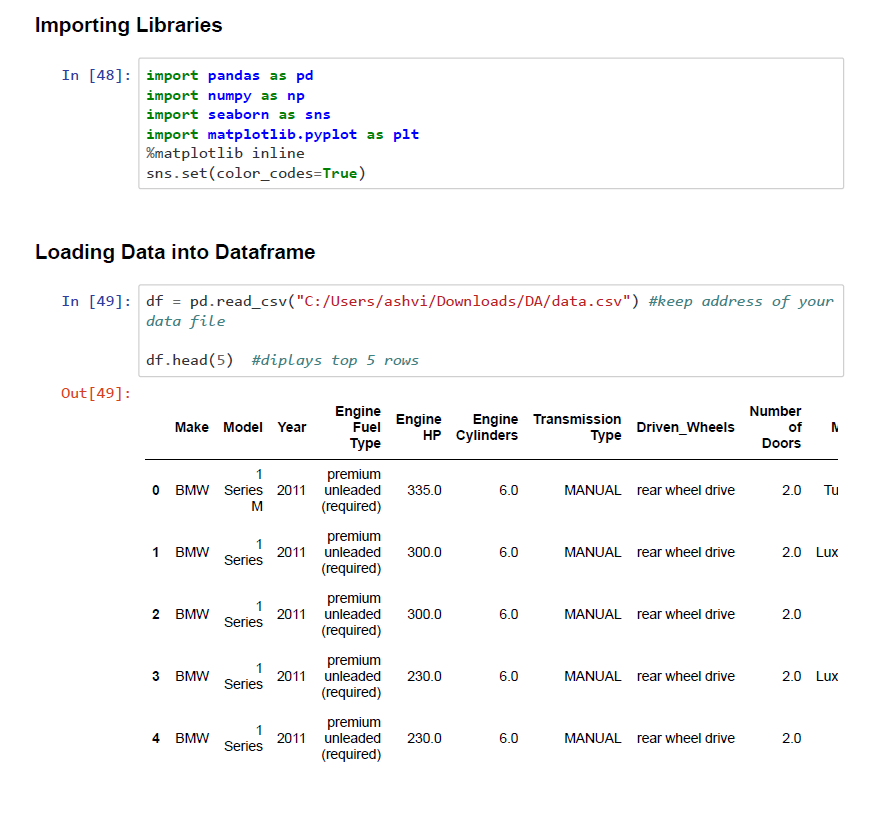 Importing Libraries
In [48]: import pandas as pd
import numpy as np
import seaborn as sns
import matplotlib.pyplot as plt
%matplotlib inline
sns.set(color_codes=True)
Loading Data into Dataframe
In [49]: df = pd.read_csv("C:/Users/ashvi/Downloads/DA/data.csv") #keep address of your
data file
df.head(5)  #diplays top 5 rows
Out[49]:
Make Model Year Engine Fuel Type Engine HP Engine Cylinders Transmission Type Driven_Wheels Number of Doors M
0 BMW 1 Series M 2011 premium unleaded (required) 335.0 6.0 MANUAL rear wheel drive 2.0 Tu
1 BMW 1 Series 2011 premium unleaded (required) 300.0 6.0 MANUAL rear wheel drive 2.0 Lux
2 BMW 1 Series 2011 premium unleaded (required) 300.0 6.0 MANUAL rear wheel drive 2.0
3 BMW 1 Series 2011 premium unleaded (required) 230.0 6.0 MANUAL rear wheel drive 2.0 Lux
4 BMW 1 Series 2011 premium unleaded (required) 230.0 6.0 MANUAL rear wheel drive 2.0